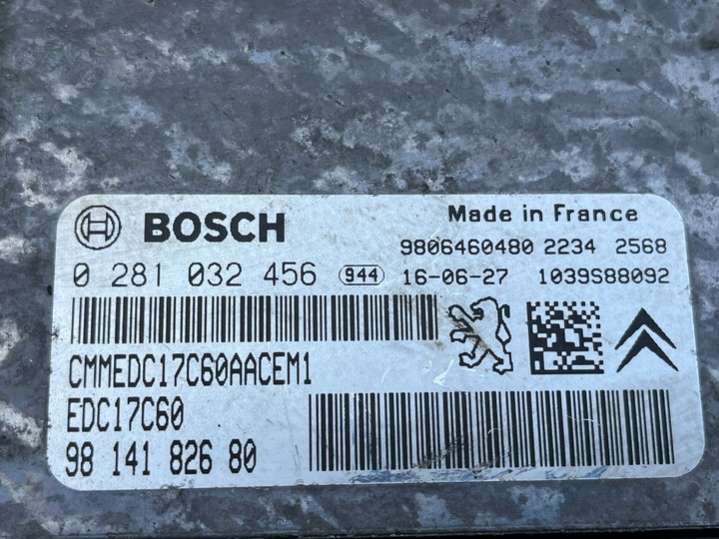 BOSCH
Made in France
9806460480 2234 2568
0 281 032 456 944 16-06-27 1039S88092
CMMEDC17C60AACEM1
EDC17C60
98 141 826 80